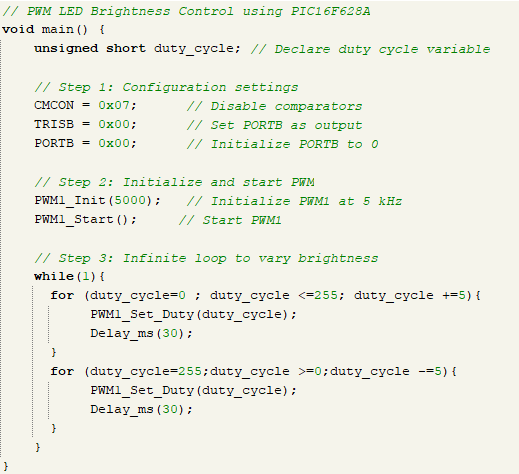 // PWM LED Brightness Control using PIC16F628A
void main() {
    unsigned short duty_cycle; // Declare duty cycle variable

    // Step 1: Configuration settings
    CMCON = 0x07;      // Disable comparators
    TRISB = 0x00;      // Set PORTB as output
    PORTB = 0x00;      // Initialize PORTB to 0

    // Step 2: Initialize and start PWM
    PWM1_Init(5000);   // Initialize PWM1 at 5 kHz
    PWM1_Start();     // Start PWM1

    // Step 3: Infinite loop to vary brightness
    while(1){
      for (duty_cycle=0 ; duty_cycle <=255; duty_cycle +=5){
           PWM1_Set_Duty(duty_cycle);
           Delay_ms(30);
      }
      for (duty_cycle=255;duty_cycle >=0;duty_cycle -=5){
           PWM1_Set_Duty(duty_cycle);
           Delay_ms(30);
      }
    }
}